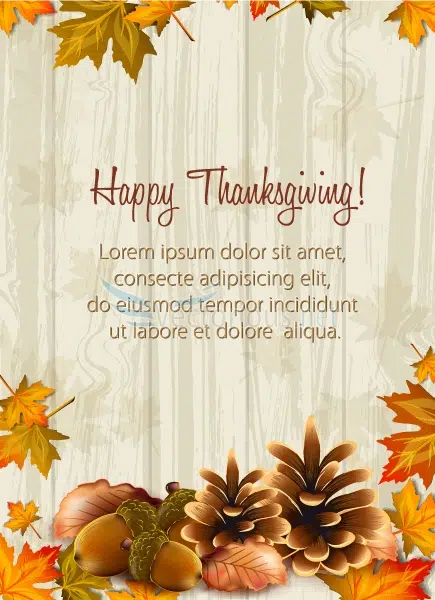 Happy Thanksgiving!
Lorem ipsum dolor sit amet,
consecte adipisicing elit,
do eiusmod tempor incididunt
ut labore et dolore aliqua.